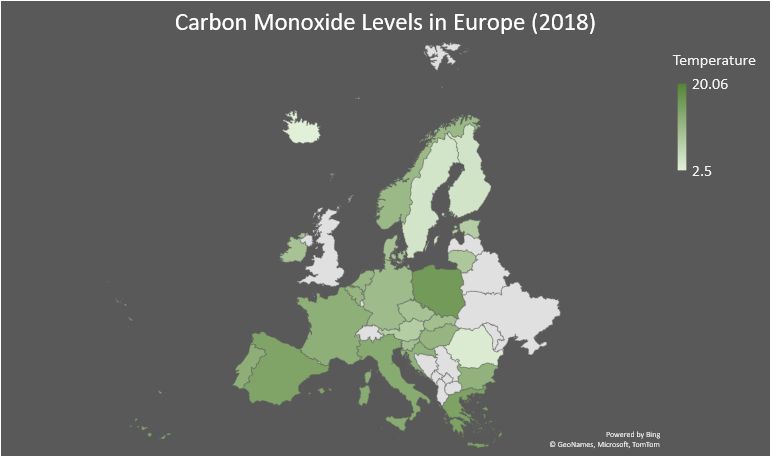 Carbon Monoxide Levels in Europe (2018)
Temperature
20.06
2.5
Powered by Bing
© GeoNames, Microsoft, TomTom